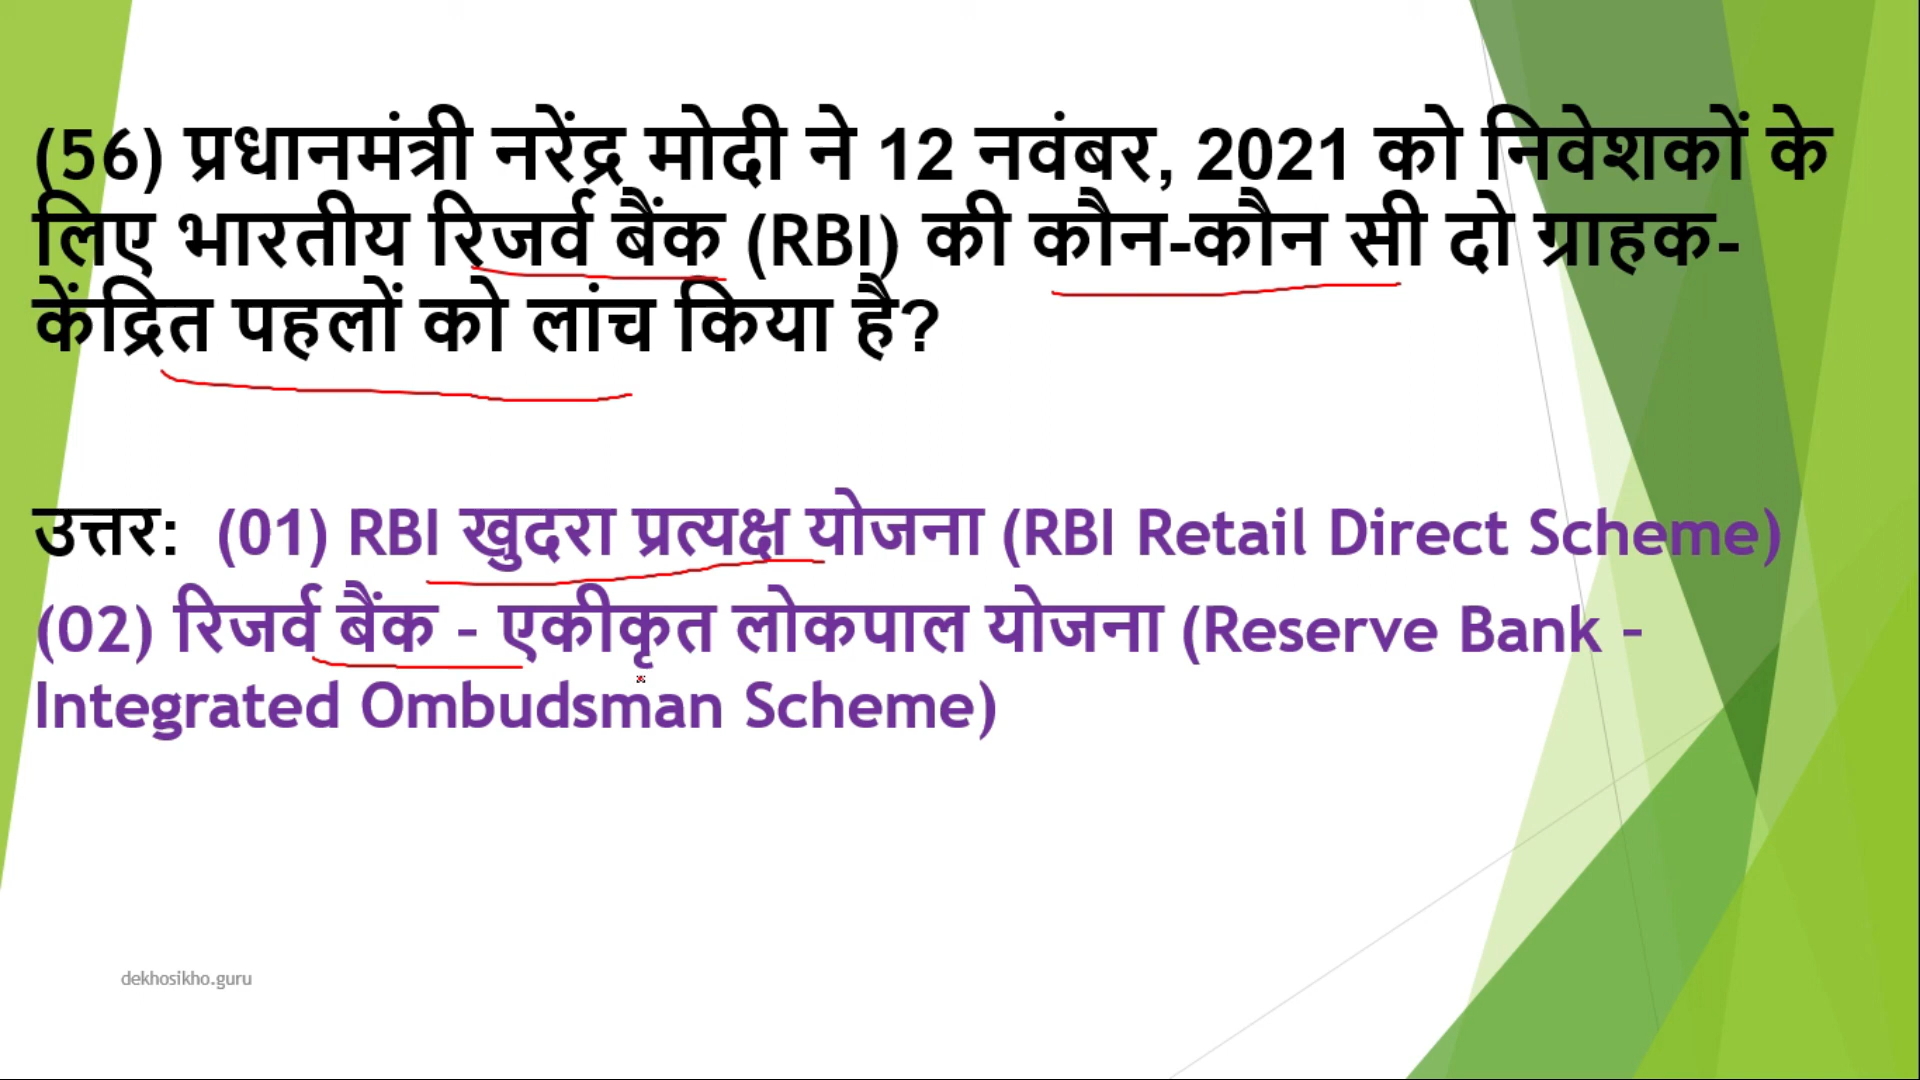 (56) प्रधानमंत्री नरेंद्र मोदी ने 12 नवंबर, 2021 को निवेशकों के
लिए भारतीय रिजर्व बैंक (RBI) की कौन-कौन सी दो ग्राहक-
केंद्रित पहलों को लांच किया है?
उत्तर: (01) RBI खुदरा प्रत्यक्ष योजना (RBI Retail Direct Scheme)
(02) रिजर्व बैंक - एकीकृत लोकपाल योजना (Reserve Bank -
Integrated Ombudsman Scheme)
dekhosikho.guru